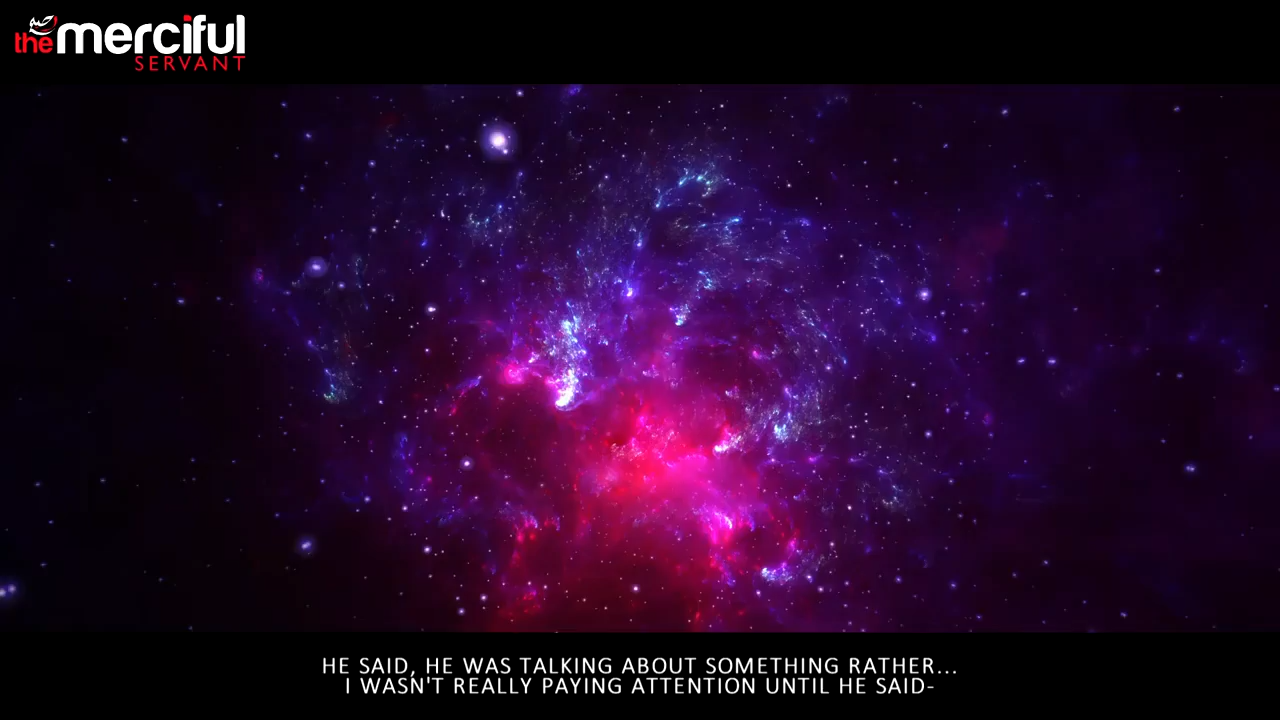 the merciful
SERVANT
HE SAID, HE WAS TALKING ABOUT SOMETHING RATHER...
I WASN'T REALLY PAYING ATTENTION UNTIL HE SAID-